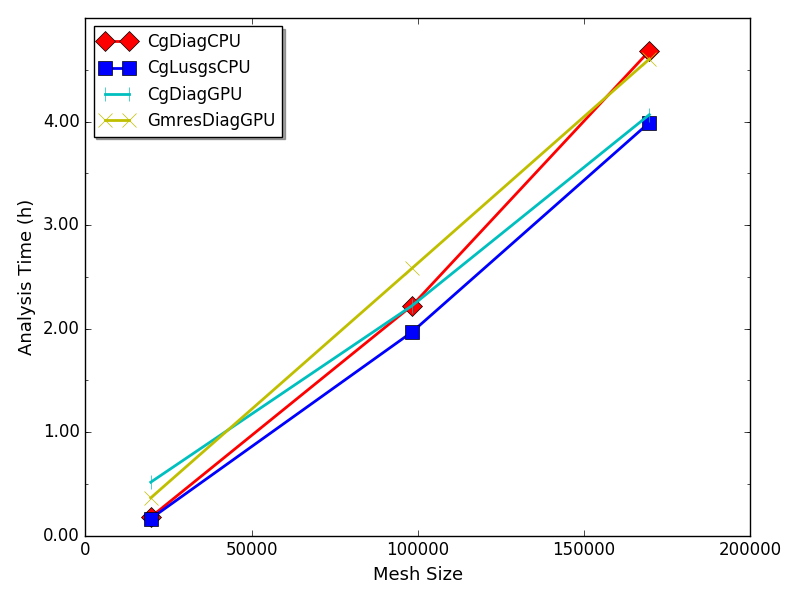 CgDiagCPU
CgLusgsCPU
CgDiagGPU
GmresDiagGPU
4.00
3.00
2.00
1.00
0.00
Analysis Time (h)
0 50000 100000 150000 200000
Mesh Size